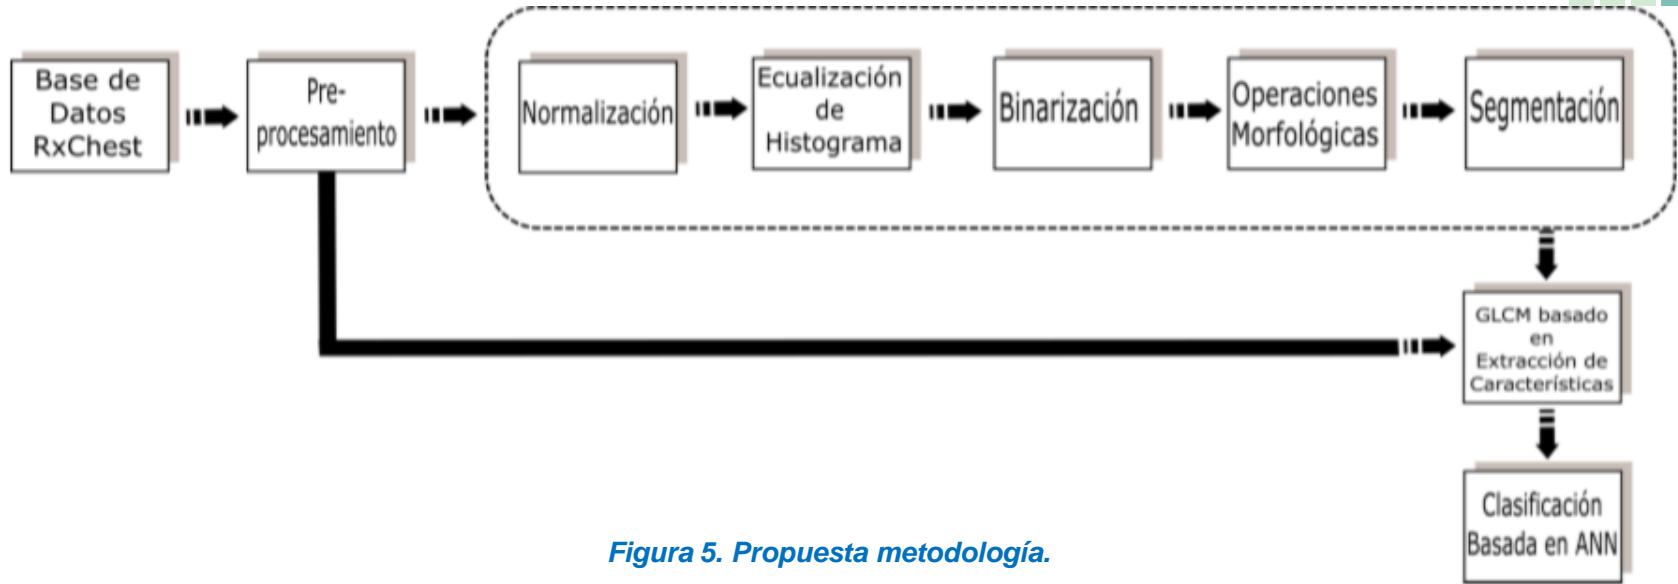 Base de
Datos
RxChest
Pre-
procesamiento
Normalización
Ecualización
de
Histograma
Binarización
Operaciones
Morfológicas
Segmentación
GLCM basado
en
Extracción de
Características
Clasificación
Basada en ANN
Figura 5. Propuesta metodología.